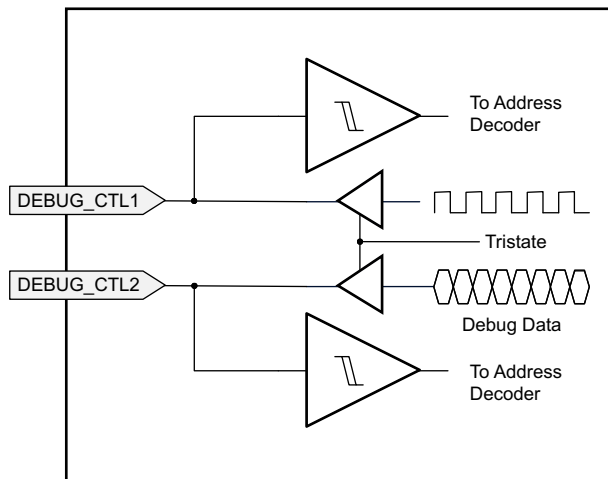 To Address
Decoder
DEBUG_CTL1
Tristate
DEBUG_CTL2
Debug Data
To Address
Decoder